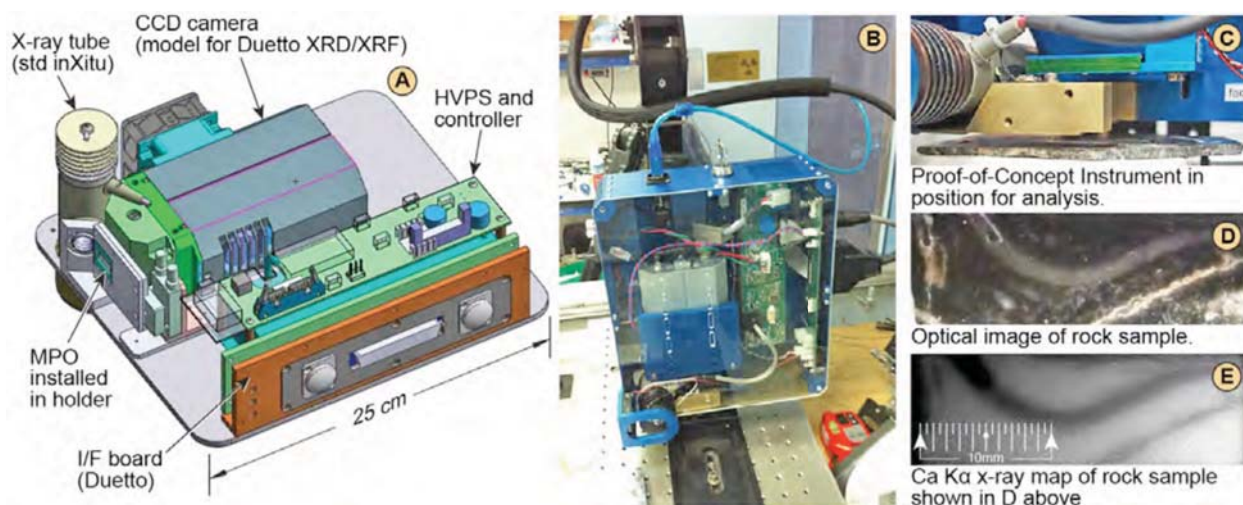 X-ray tube
(std inXitu)
CCD camera
(model for Duetto XRD/XRF)
A
HVPS and
controller
MPO
installed
in holder
I/F board
(Duetto)
25 cm
B
C
Proof-of-Concept Instrument in
position for analysis.
D
Optical image of rock sample.
E
10mm
Ca Kα x-ray map of rock sample
shown in D above